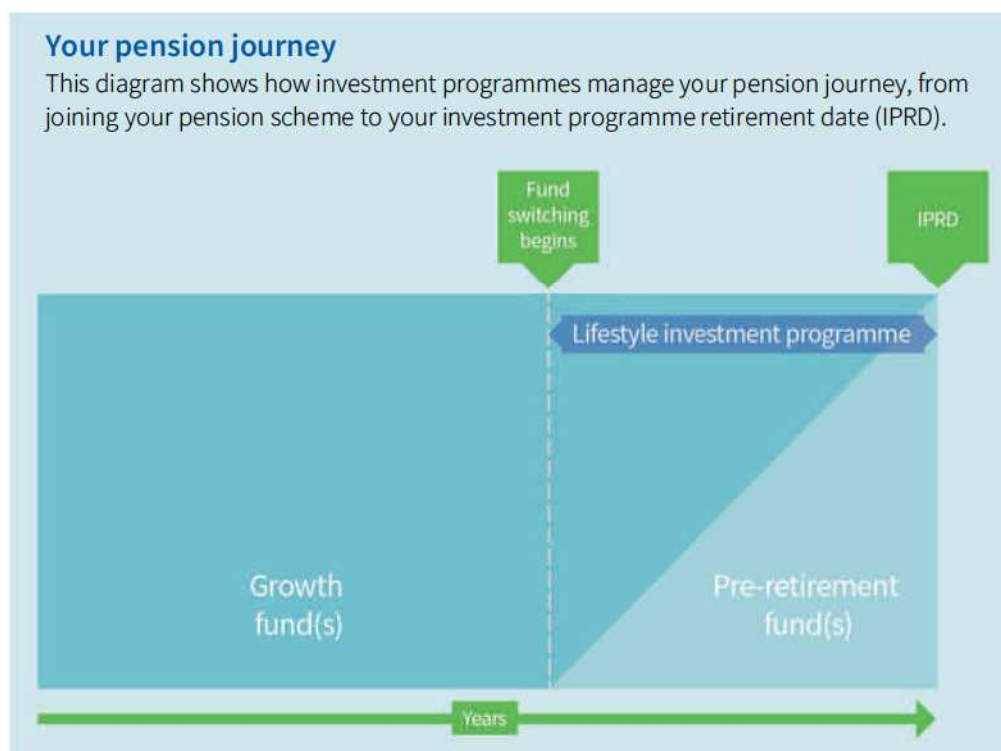 Your pension journey
This diagram shows how investment programmes manage your pension journey, from
joining your pension scheme to your investment programme retirement date (IPRD).
Fund
switching
begins
IPRD
Lifestyle investment programme
Growth
fund(s)
Pre-retirement
fund(s)
Years